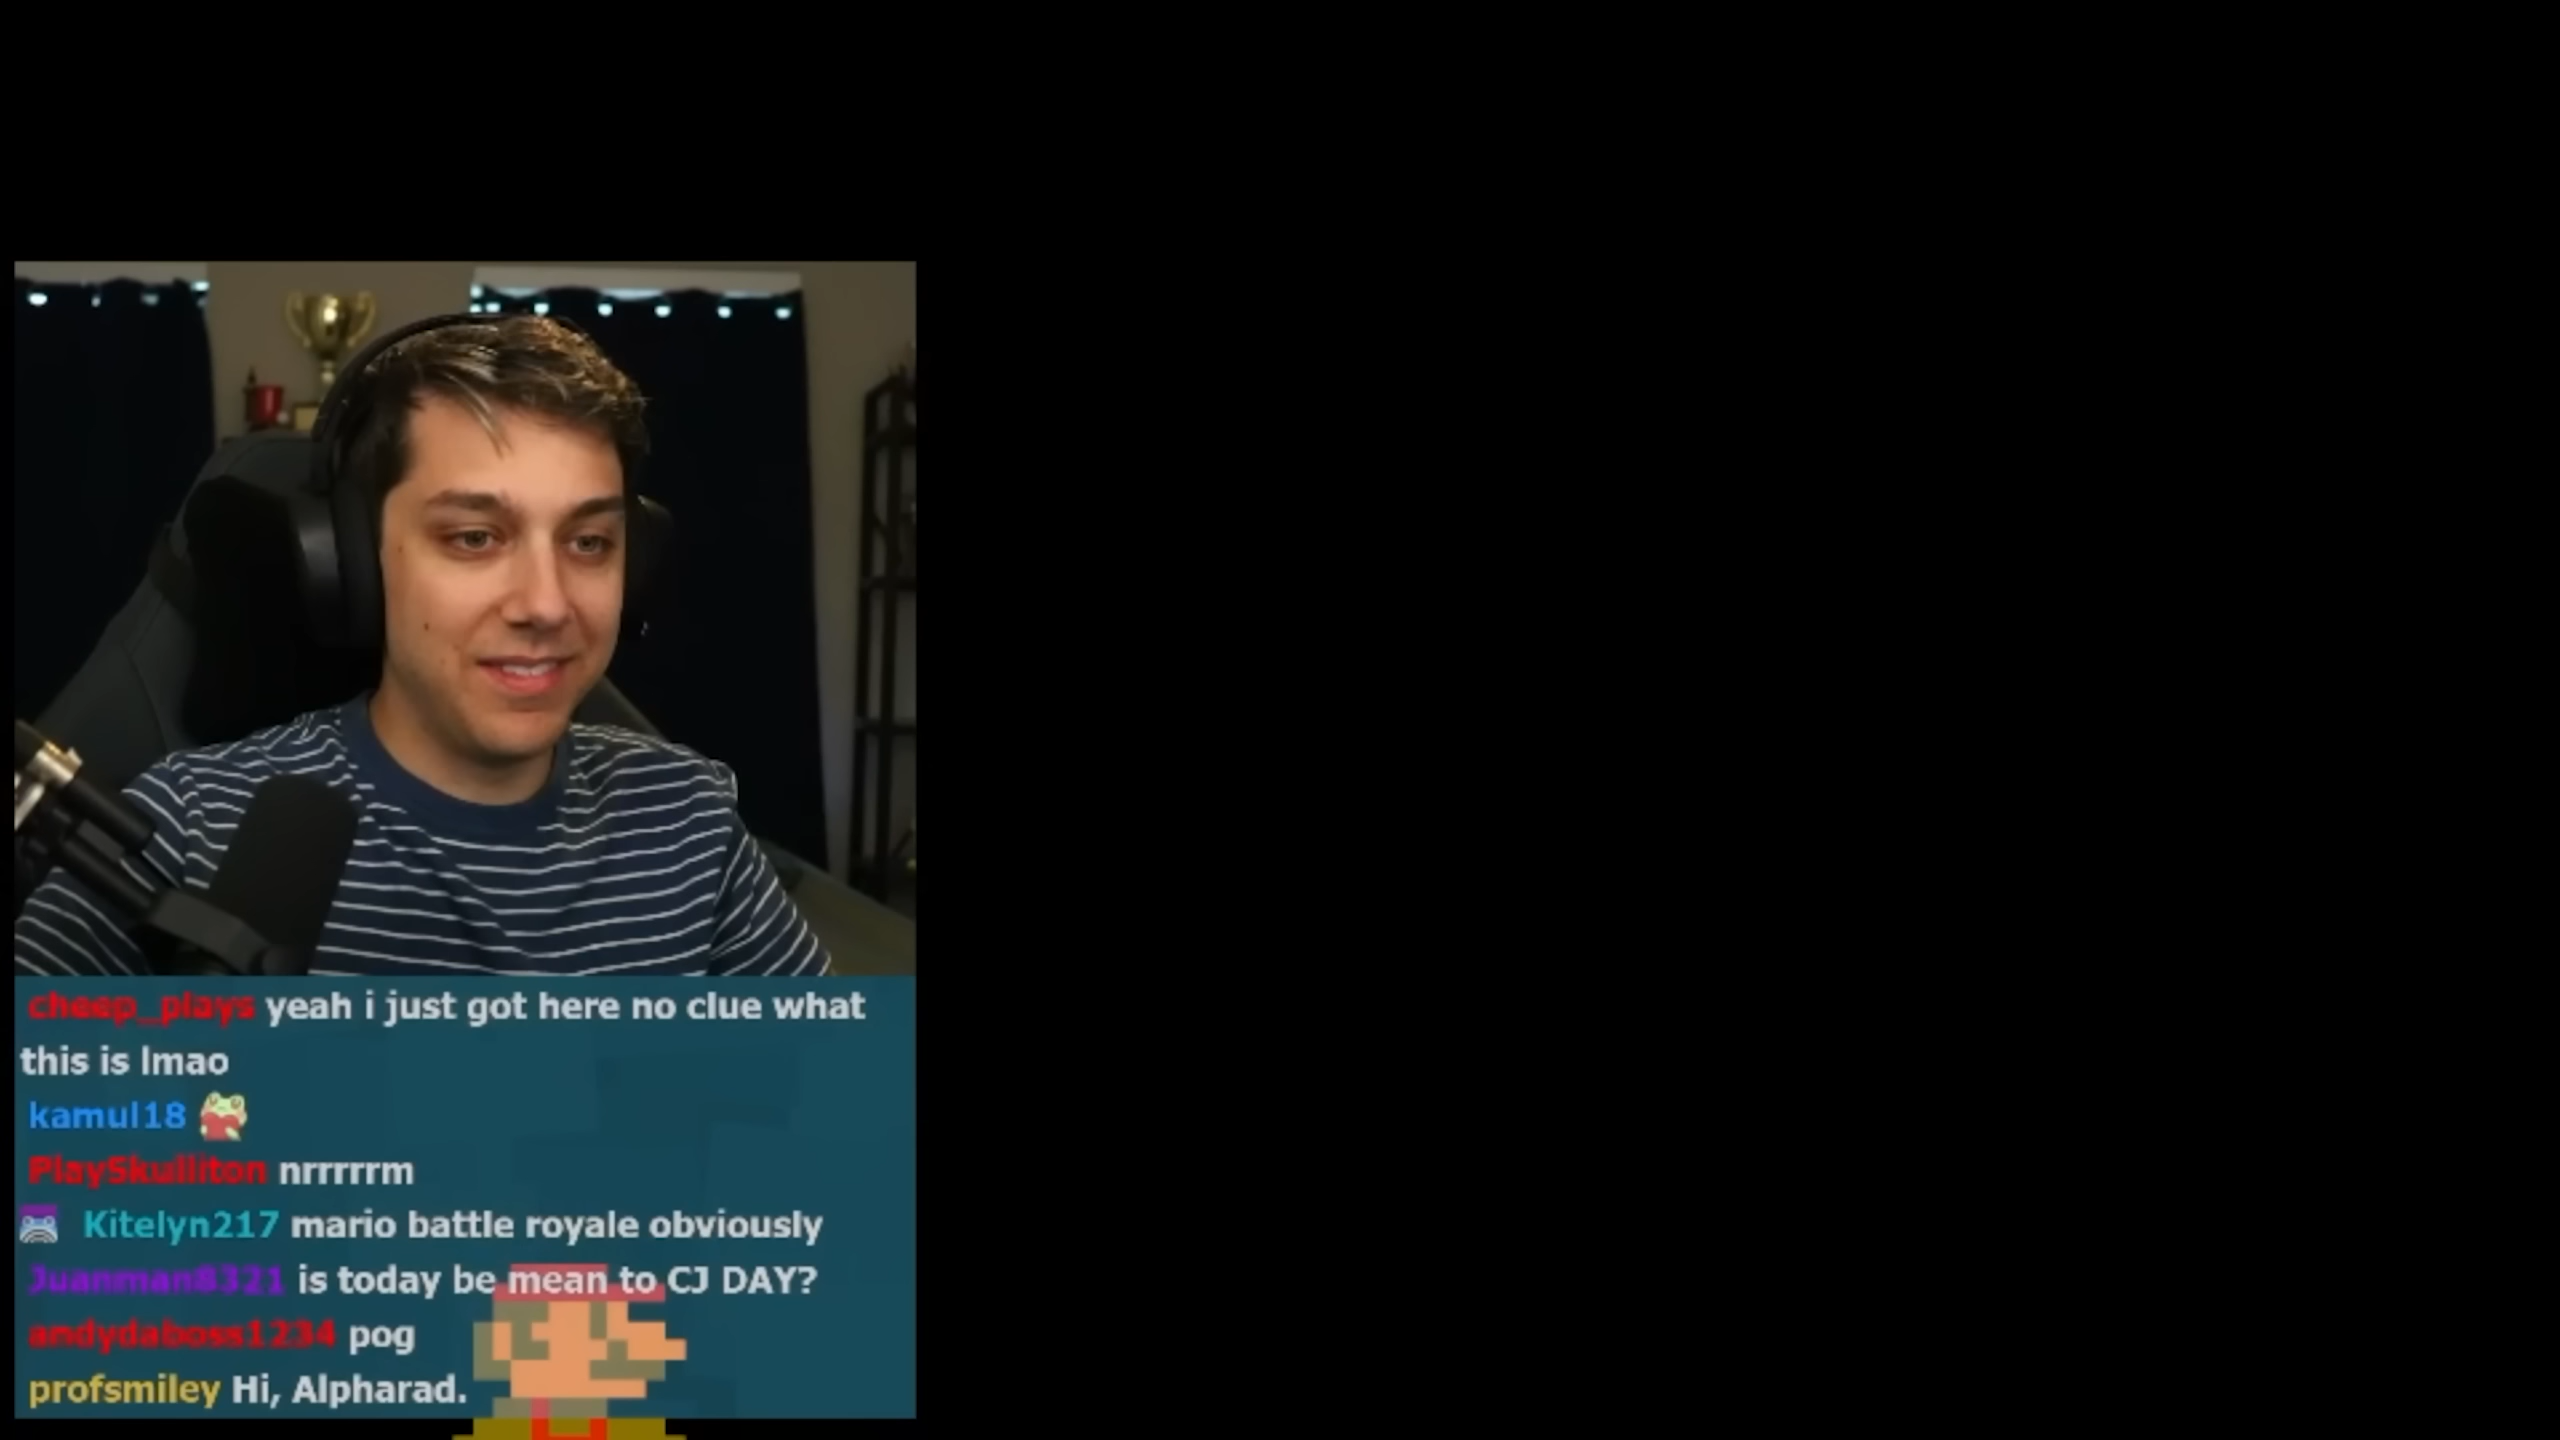 cheep_plays yeah i just got here no clue what
this is lmao
kamul18
PlaySkulliton nrrrrrm
Kitelyn217 mario battle royale obviously
Juanman8321 is today be mean to CJ DAY?
andydaboss1234 pog
profsmiley Hi, Alpharad.